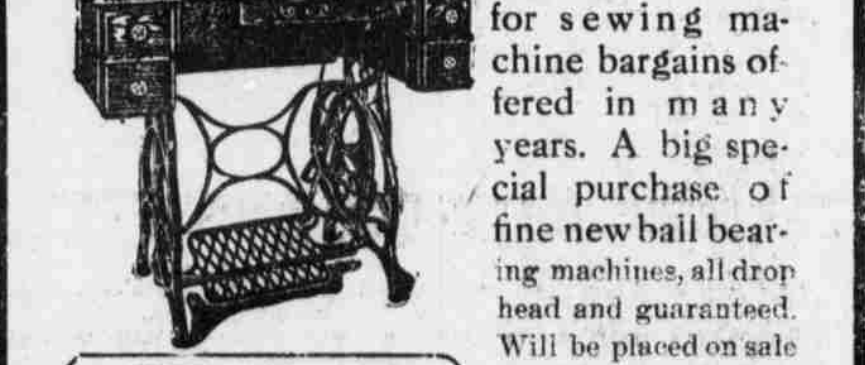 for sewing ma-
chine bargains of-
fered in many
years. A big spe-
cial purchase of
fine new ball bear-
ing machines, all drop
head and guaranteed.
Will be placed on sale